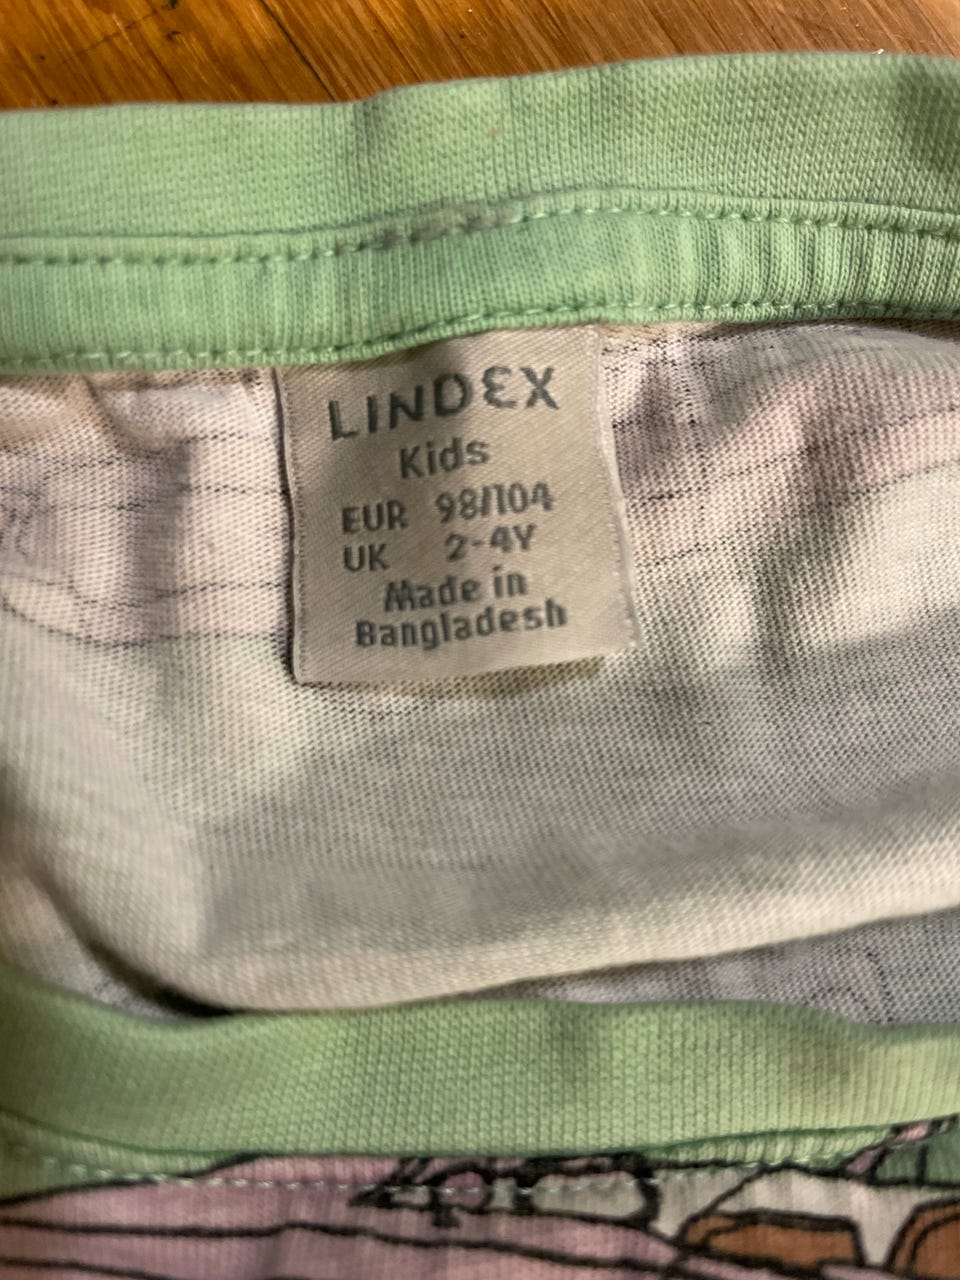 LINDEX
Kids
EUR 98/104
UK 2-4Y
Made in
Bangladesh